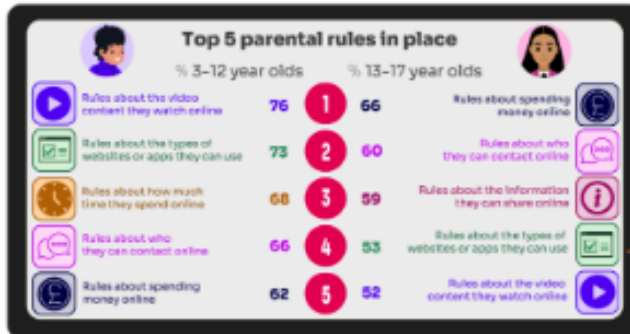 Top 5 parental rules in place
% 3–12 year olds % 13–17 year olds
Rules about the video
content they watch online
76
1
66
Rules about spending
money online
£
Rules about the types of
websites or apps they can use
73
2
60
Rules about who
they can contact online
Rules about how much
time they spend online
68
3
59
Rules about the information
they can share online
i
Rules about who
they can contact online
66
4
53
Rules about the types of
websites or apps they can use
£
Rules about spending
money online
62
5
52
Rules about the video
content they watch online